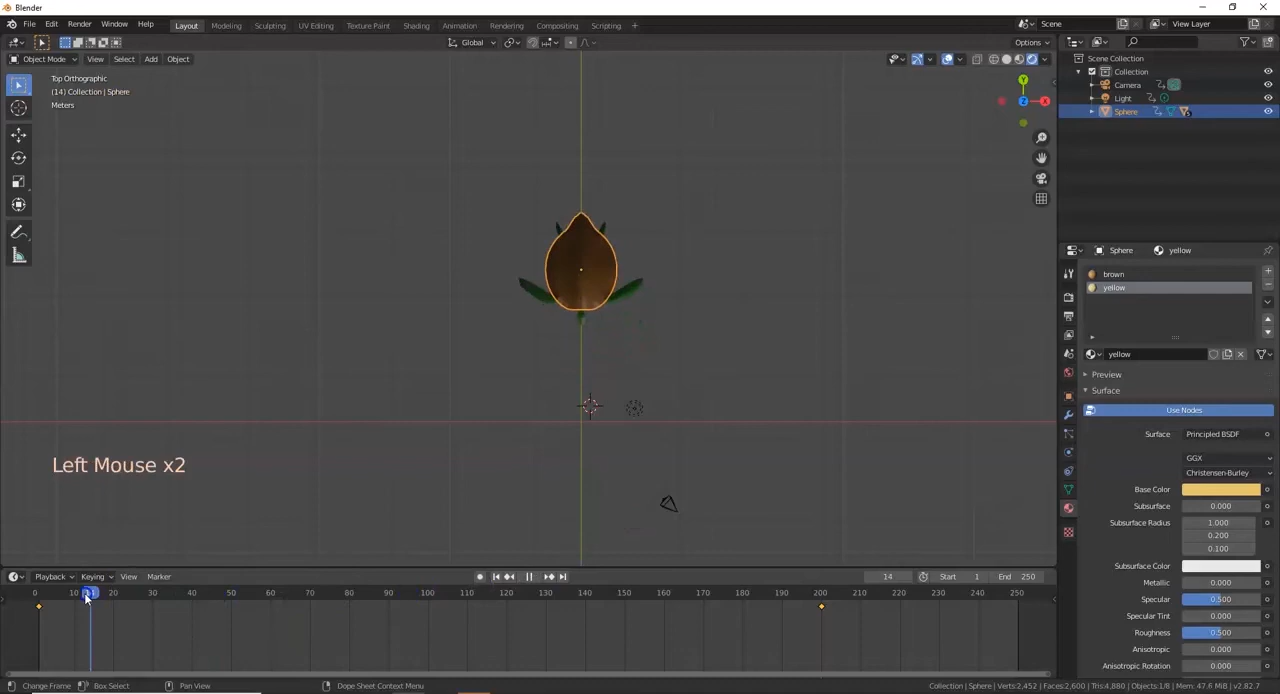 Blender
File Edit Render Window Help Layout Modeling Sculpting UV Editing Texture Paint Shading Animation Rendering Compositing Scripting + Scene View Layer
Global Options
Object Mode View Select Add Object
Top Orthographic
(14) Collection | Sphere
Meters
Scene Collection
Collection
Camera
Light
Sphere
Y
Z X
Sphere yellow
brown
yellow
yellow
Preview
Surface
Use Nodes
Surface Principled BSDF
GGX
Christensen-Burley
Base Color
Subsurface 0.000
Subsurface Radius 1.000
0.200
0.100
Subsurface Color
Metallic 0.000
Specular 0.500
Specular Tint 0.000
Roughness 0.500
Anisotropic 0.000
Anisotropic Rotation 0.000
Left Mouse x2
Playback Keying View Marker 14 Start 1 End 250
0 10 14 20 30 40 50 60 70 80 90 100 110 120 130 140 150 160 170 180 190 200 210 220 230 240 250
Change Frame Box Select Pan View Dope Sheet Context Menu Collection | Sphere | Verts:2,452 | Faces:2,600 | Tris:4,880 | Objects:1/8 | Mem: 47.6 MiB | v2.82.7